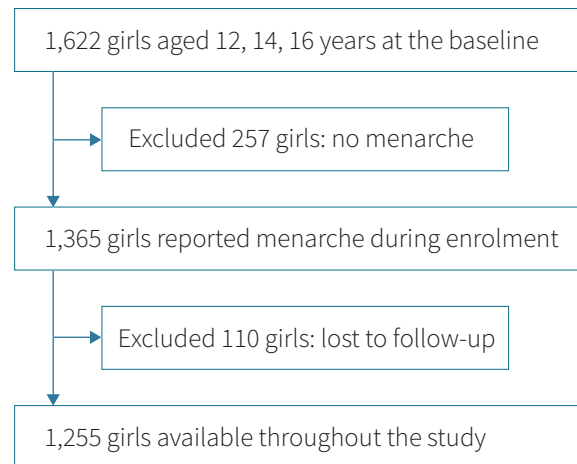 1,622 girls aged 12, 14, 16 years at the baseline
Excluded 257 girls: no menarche
1,365 girls reported menarche during enrolment
Excluded 110 girls: lost to follow-up
1,255 girls available throughout the study